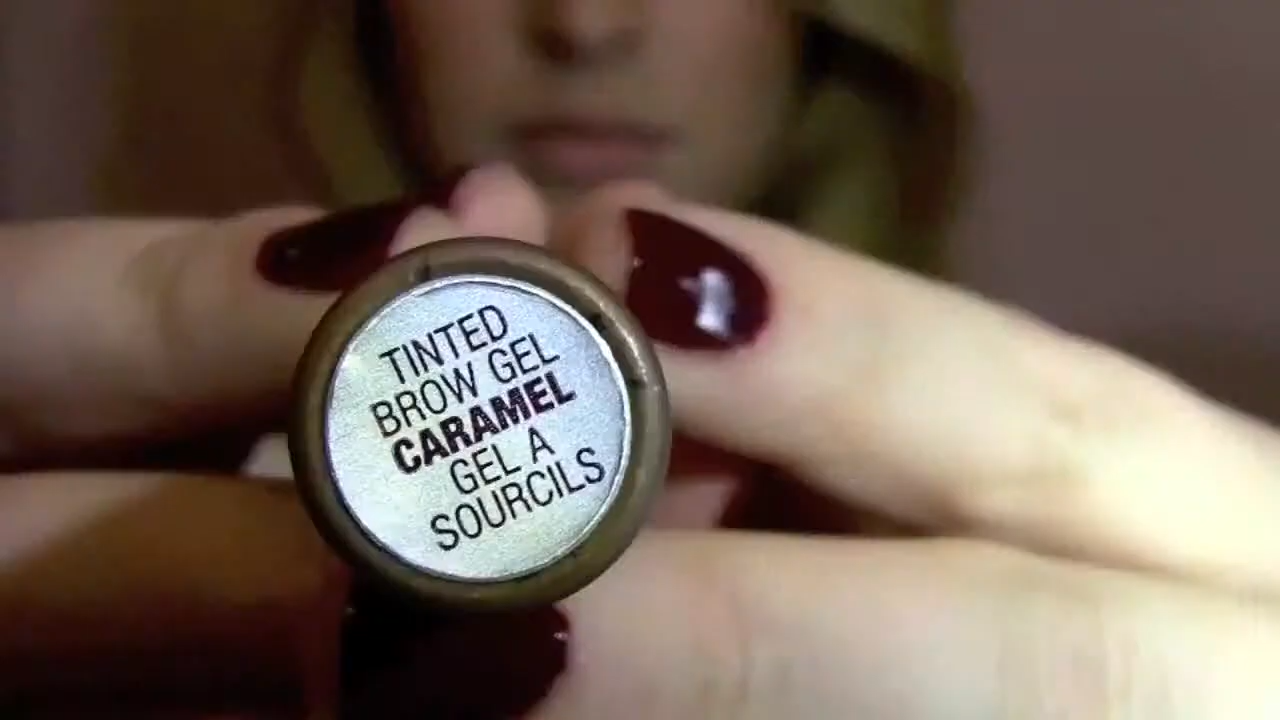 TINTED
BROW GEL
CARAMEL
GEL A
SOURCILS